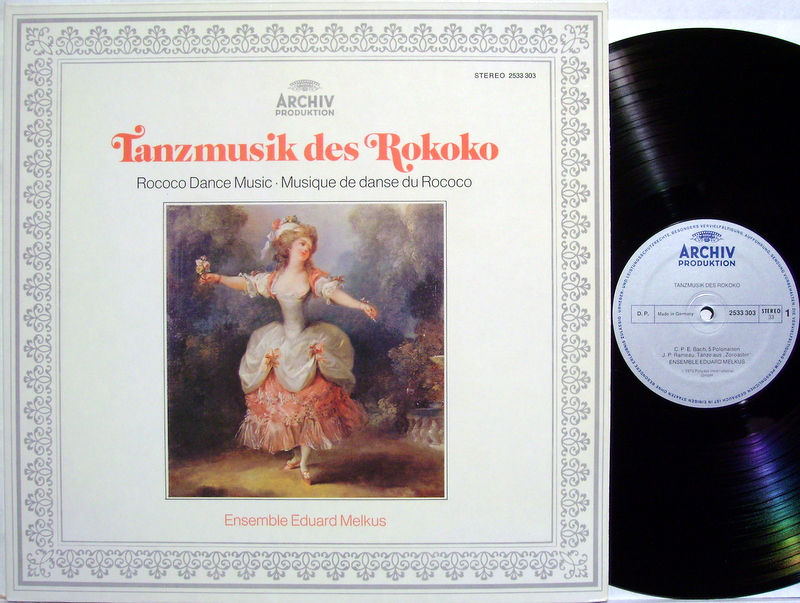 STEREO 2533 303
ARCHIV
PRODUKTION
Tanzmusik des Rokoko
Rococo Dance Music · Musique de danse du Rococo
Ensemble Eduard Melkus
ARCHIV
PRODUKTION
TANZMUSIK DES ROKOKO
D. P.
Made in Germany
2533 303
STEREO
33
1
C. P. E. Bach, 5 Polonaisen
J. P. Rameau, Tänze aus „Zoroaster“
ENSEMBLE EDUARD MELKUS